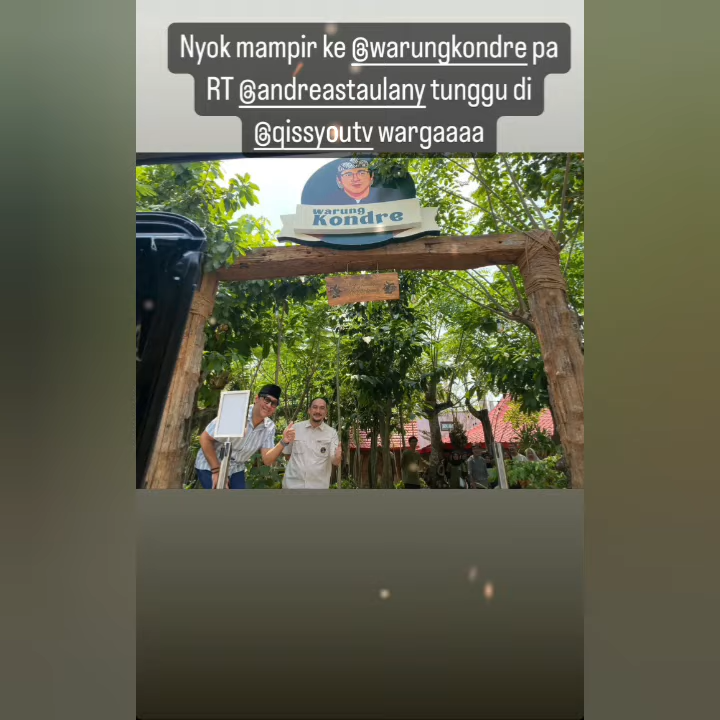 Nyok mampir ke @warungkondre pa
RT @andreastaulany tunggu di
@qissyoutv wargaaaa
warung
Kondre